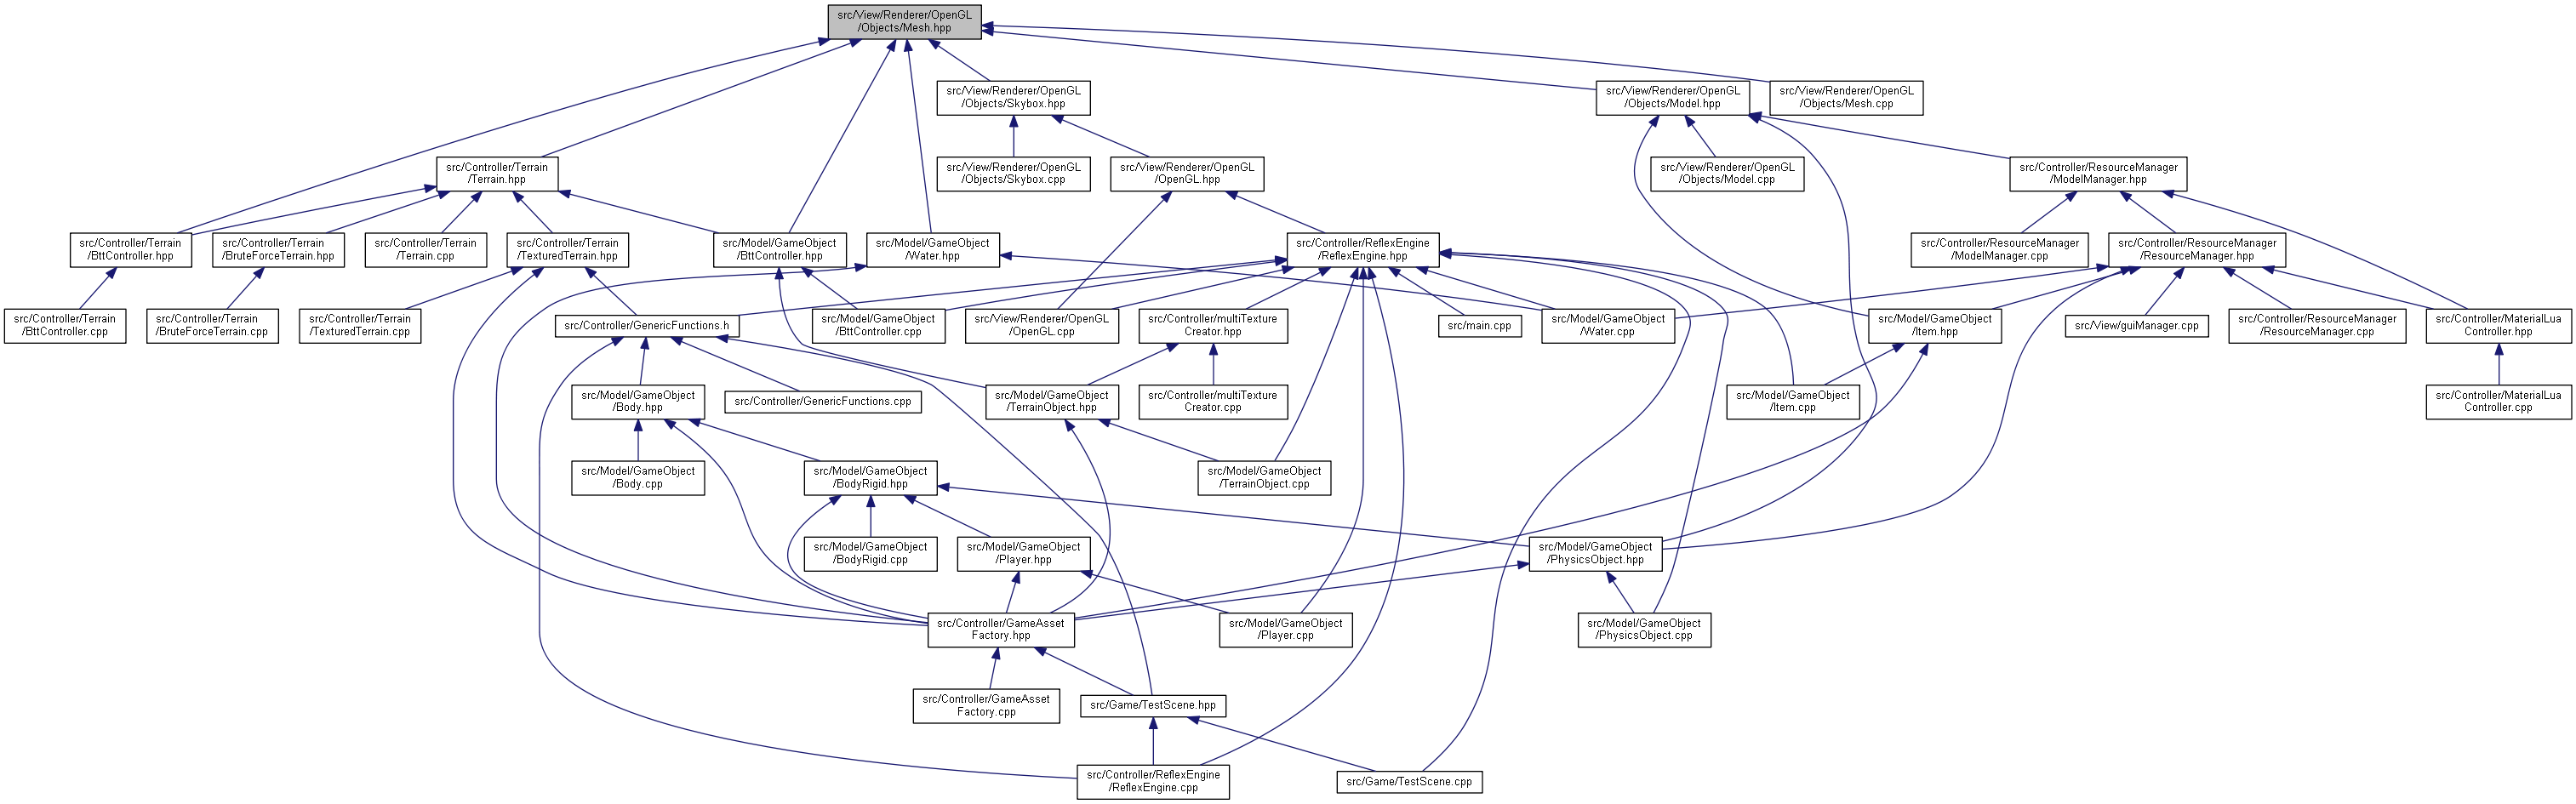 src/View/Renderer/OpenGL
/Objects/Mesh.hpp
src/View/Renderer/OpenGL
/Objects/Skybox.hpp
src/View/Renderer/OpenGL
/Objects/Model.hpp
src/View/Renderer/OpenGL
/Objects/Mesh.cpp
src/Controller/Terrain
/Terrain.hpp
src/View/Renderer/OpenGL
/Objects/Skybox.cpp
src/View/Renderer/OpenGL
/OpenGL.hpp
src/View/Renderer/OpenGL
/Objects/Model.cpp
src/Controller/ResourceManager
/ModelManager.hpp
src/Controller/Terrain
/BttController.hpp
src/Controller/Terrain
/BruteForceTerrain.hpp
src/Controller/Terrain
/Terrain.cpp
src/Controller/Terrain
/TexturedTerrain.hpp
src/Model/GameObject
/BttController.hpp
src/Model/GameObject
/Water.hpp
src/Controller/ReflexEngine
/ReflexEngine.hpp
src/Controller/ResourceManager
/ModelManager.cpp
src/Controller/ResourceManager
/ResourceManager.hpp
src/Controller/Terrain
/BttController.cpp
src/Controller/Terrain
/BruteForceTerrain.cpp
src/Controller/Terrain
/TexturedTerrain.cpp
src/Controller/GenericFunctions.h
src/Model/GameObject
/BttController.cpp
src/View/Renderer/OpenGL
/OpenGL.cpp
src/Controller/multiTexture
Creator.hpp
src/main.cpp
src/Model/GameObject
/Water.cpp
src/Model/GameObject
/Item.hpp
src/View/guiManager.cpp
src/Controller/ResourceManager
/ResourceManager.cpp
src/Controller/MaterialLua
Controller.hpp
src/Model/GameObject
/Body.hpp
src/Controller/GenericFunctions.cpp
src/Model/GameObject
/TerrainObject.hpp
src/Controller/multiTexture
Creator.cpp
src/Model/GameObject
/Item.cpp
src/Controller/MaterialLua
Controller.cpp
src/Model/GameObject
/Body.cpp
src/Model/GameObject
/BodyRigid.hpp
src/Model/GameObject
/TerrainObject.cpp
src/Model/GameObject
/BodyRigid.cpp
src/Model/GameObject
/Player.hpp
src/Model/GameObject
/PhysicsObject.hpp
src/Controller/GameAsset
Factory.hpp
src/Model/GameObject
/Player.cpp
src/Model/GameObject
/PhysicsObject.cpp
src/Controller/GameAsset
Factory.cpp
src/Game/TestScene.hpp
src/Controller/ReflexEngine
/ReflexEngine.cpp
src/Game/TestScene.cpp